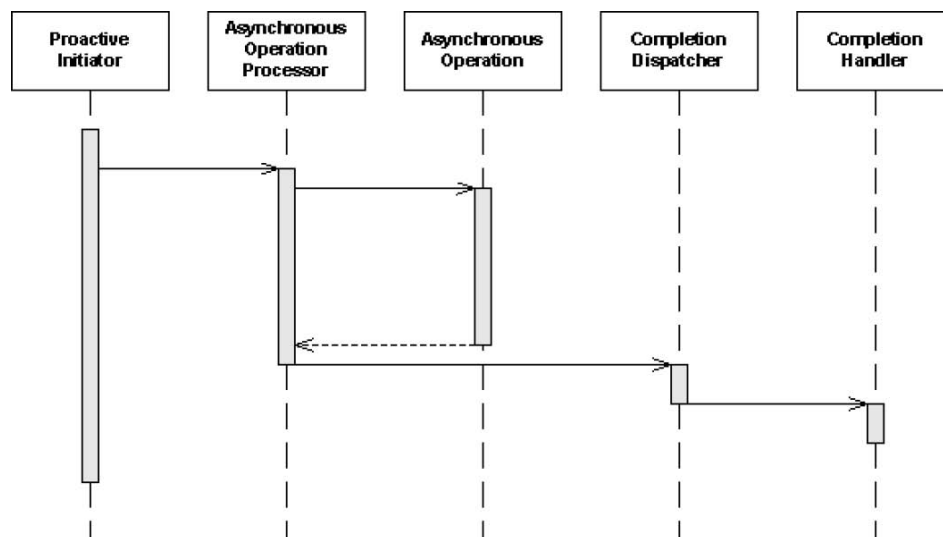 Proactive
Initiator
Asynchronous
Operation
Processor
Asynchronous
Operation
Completion
Dispatcher
Completion
Handler